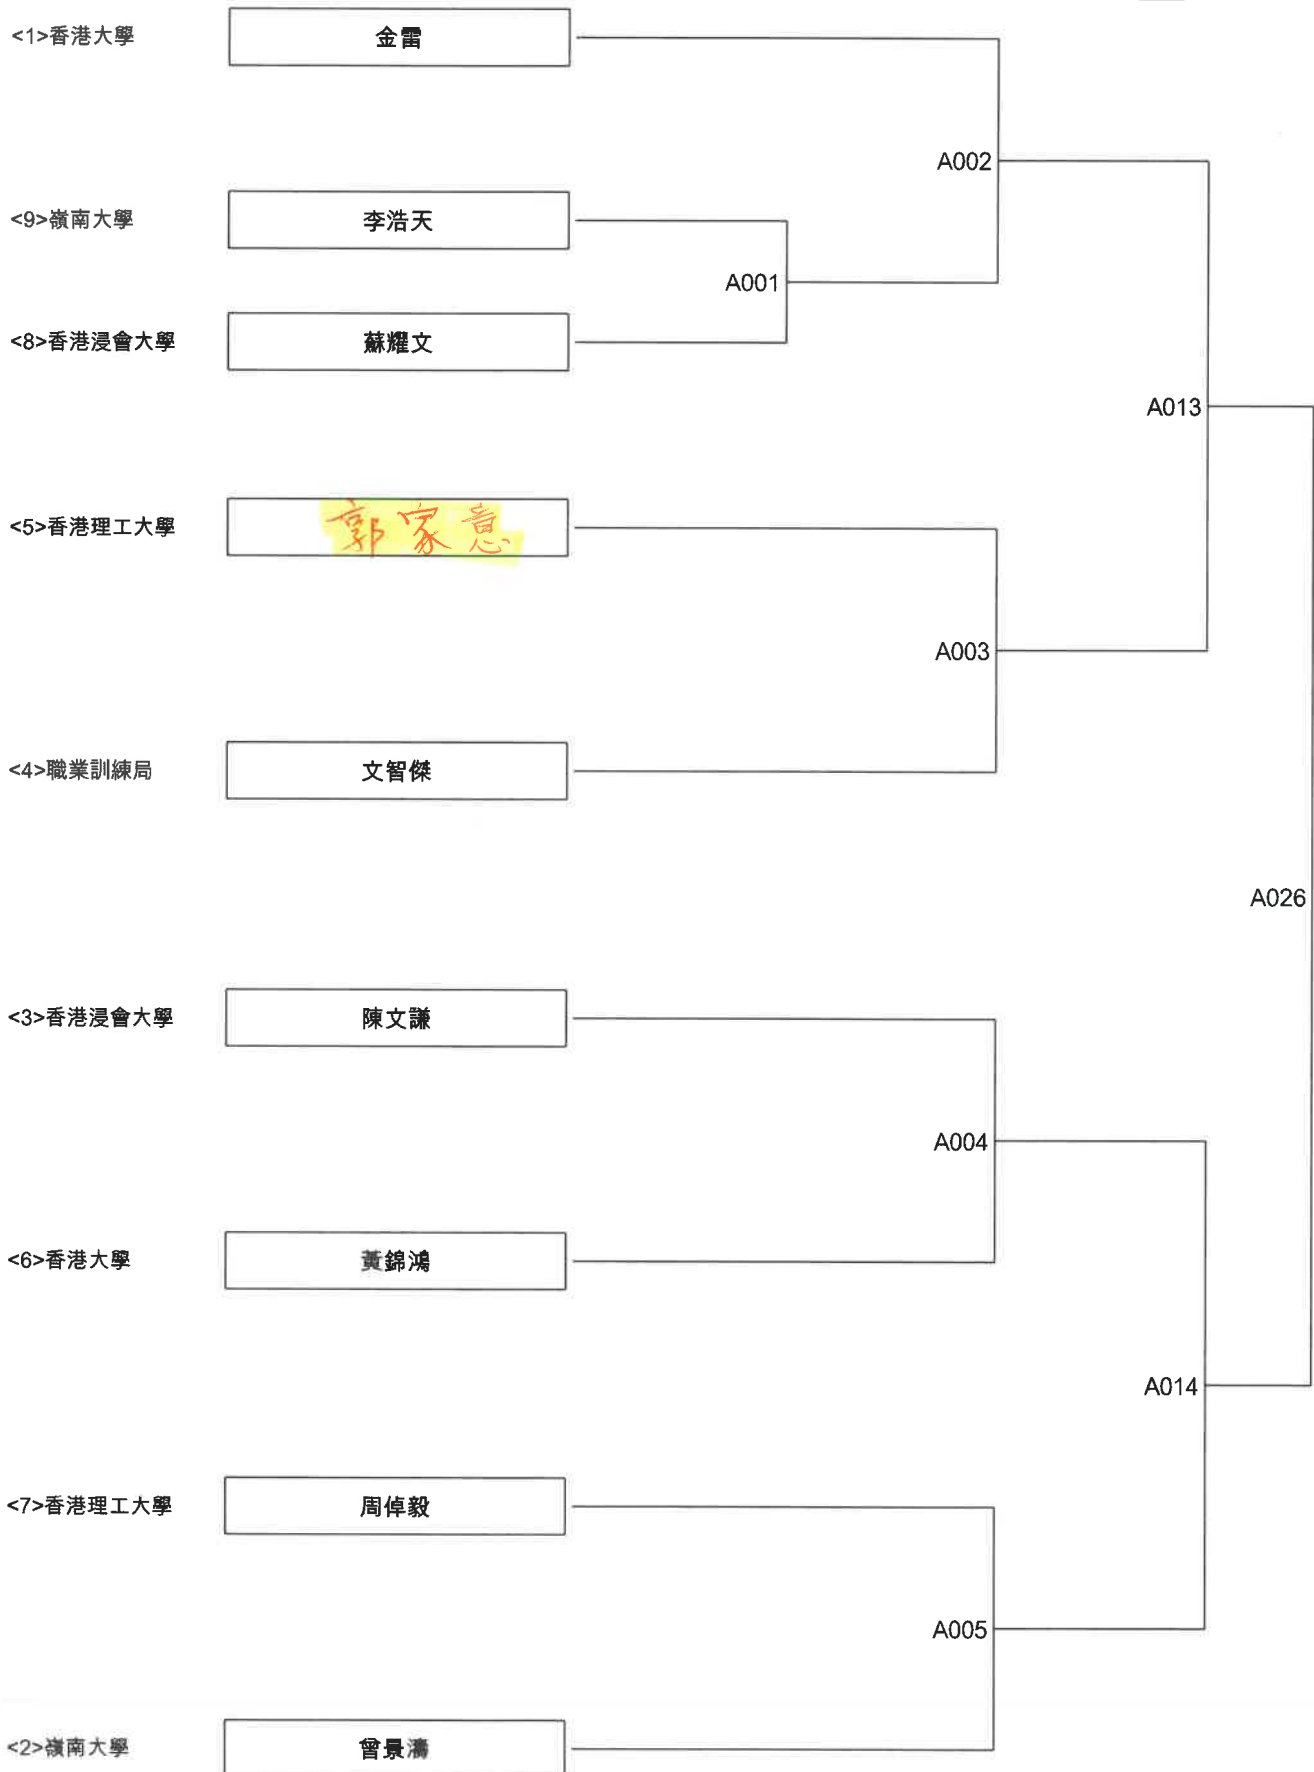 <1>香港大學 金雷
A002
<9>嶺南大學 李浩天
A001
<8>香港浸會大學 蘇耀文
A013
<5>香港理工大學 郭家意
A003
<4>職業訓練局 文智傑
A026
<3>香港浸會大學 陳文謙
A004
<6>香港大學 黃錦鴻
A014
<7>香港理工大學 周倬毅
A005
<2>嶺南大學 曾景濤